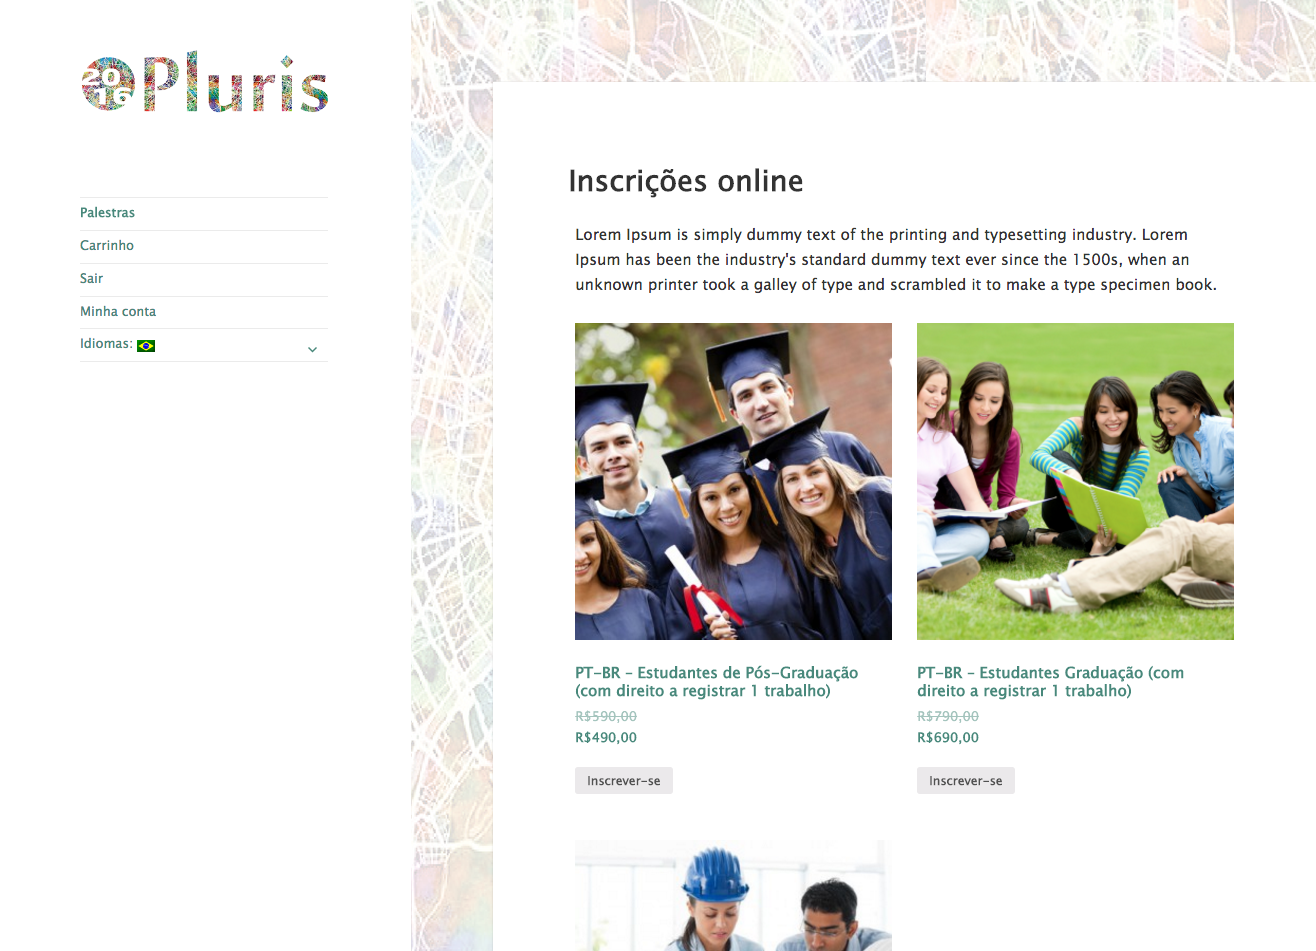 2016 Pluris
Palestras
Carrinho
Sair
Minha conta
Idiomas:
Inscrições online
Lorem Ipsum is simply dummy text of the printing and typesetting industry. Lorem
Ipsum has been the industry's standard dummy text ever since the 1500s, when an
unknown printer took a galley of type and scrambled it to make a type specimen book.
PT-BR – Estudantes de Pós-Graduação
(com direito a registrar 1 trabalho)
R$590,00
R$490,00
Inscrever-se
PT-BR – Estudantes Graduação (com
direito a registrar 1 trabalho)
R$790,00
R$690,00
Inscrever-se